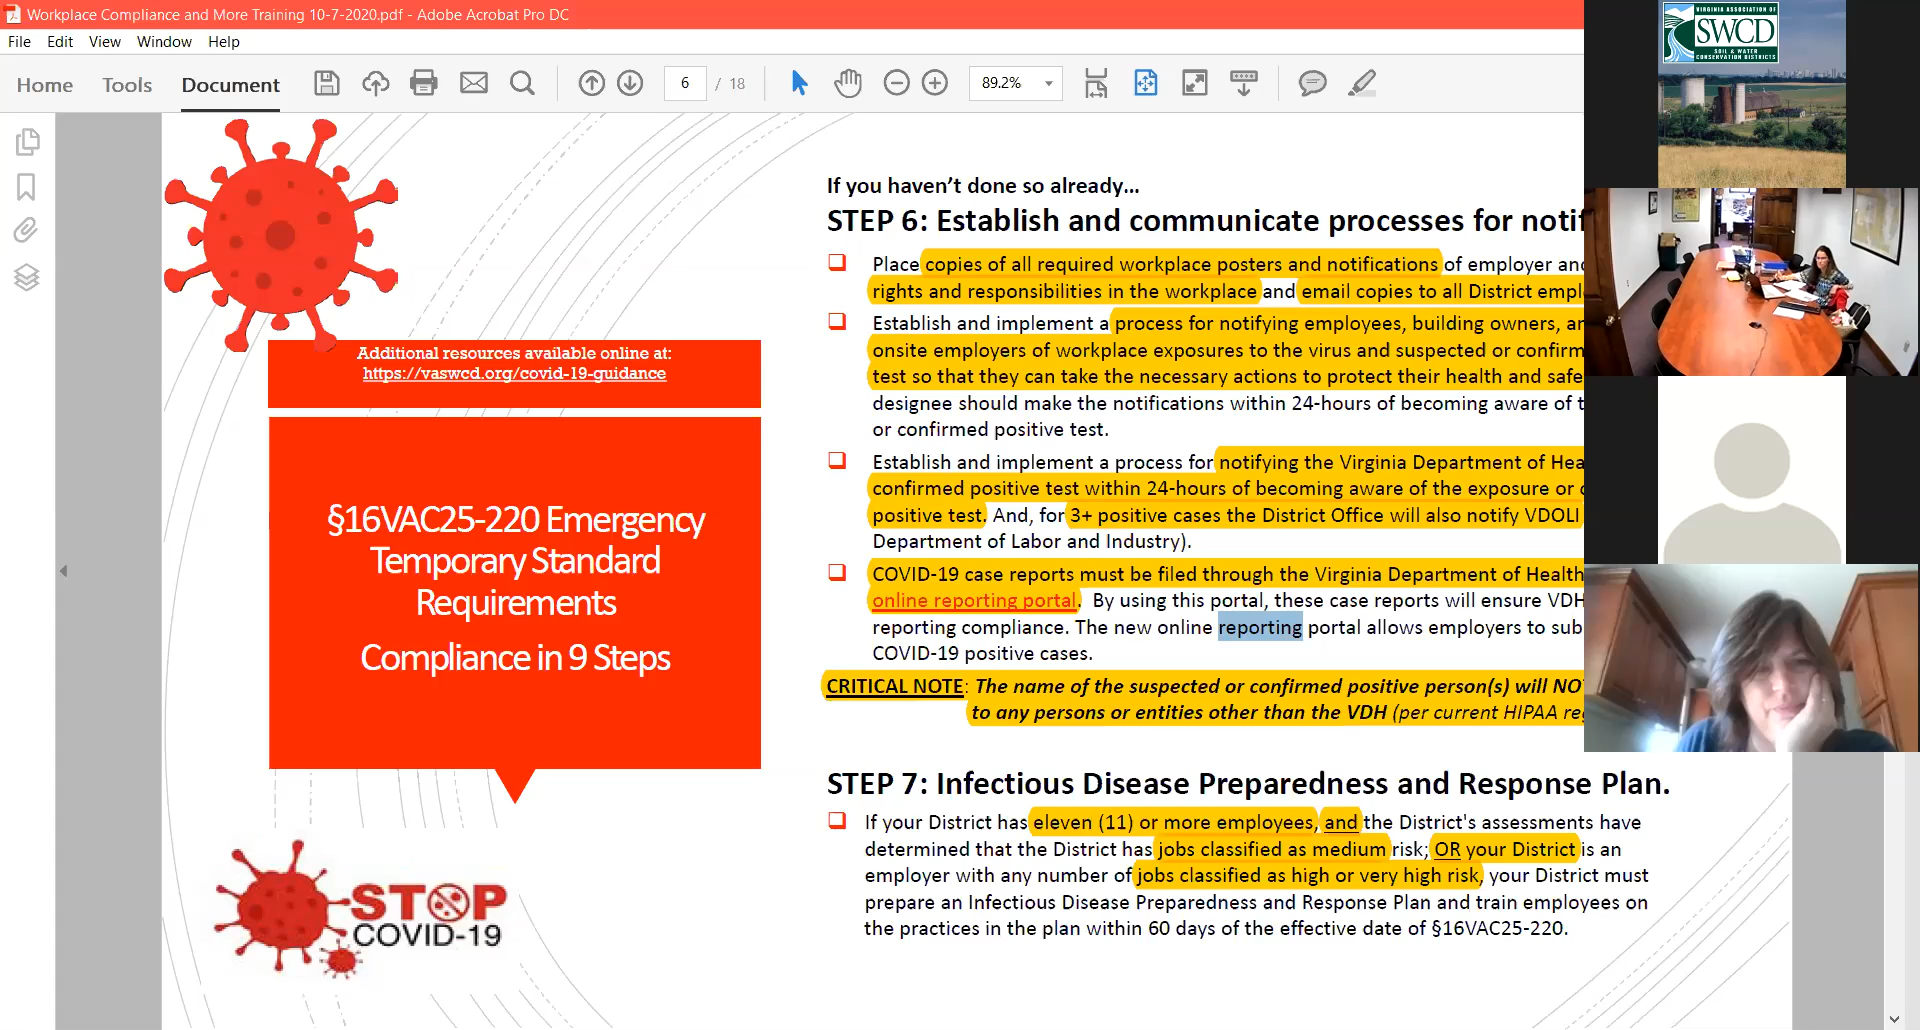 Workplace Compliance and More Training 10-7-2020.pdf - Adobe Acrobat Pro DC
File Edit View Window Help
Home Tools Document 6 / 18 89.2%
VIRGINIA ASSOCIATION OF
SWCD
SOIL & WATER
CONSERVATION DISTRICTS
Additional resources available online at:
https://vaswcd.org/covid-19-guidance
§16VAC25-220 Emergency
Temporary Standard
Requirements
Compliance in 9 Steps
STOP
COVID-19
If you haven’t done so already...
STEP 6: Establish and communicate processes for
Place copies of all required workplace posters and notifications of employer
rights and responsibilities in the workplace and email copies to all District
Establish and implement a process for notifying employees, building owners,
onsite employers of workplace exposures to the virus and suspected or
test so that they can take the necessary actions to protect their health and
designee should make the notifications within 24-hours of becoming aware of
or confirmed positive test.
Establish and implement a process for notifying the Virginia Department of
confirmed positive test within 24-hours of becoming aware of the exposure or
positive test. And, for 3+ positive cases the District Office will also notify VDOLI
Department of Labor and Industry).
COVID-19 case reports must be filed through the Virginia Department of Health
online reporting portal. By using this portal, these case reports will ensure
reporting compliance. The new online reporting portal allows employers to
COVID-19 positive cases.
CRITICAL NOTE: The name of the suspected or confirmed positive person(s) will
to any persons or entities other than the VDH (per current HIPAA
STEP 7: Infectious Disease Preparedness and Response Plan.
If your District has eleven (11) or more employees, and the District's assessments have
determined that the District has jobs classified as medium risk; OR your District is an
employer with any number of jobs classified as high or very high risk, your District must
prepare an Infectious Disease Preparedness and Response Plan and train employees on
the practices in the plan within 60 days of the effective date of §16VAC25-220.